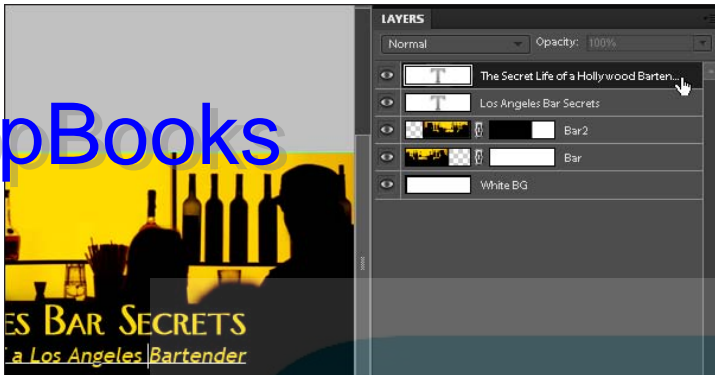 LAYERS
Normal
Opacity: 100%
T The Secret Life of a Hollywood Barten...
T Los Angeles Bar Secrets
Bar2
Bar
White BG
pBooks
ES BAR SECRETS
a Los Angeles Bartender